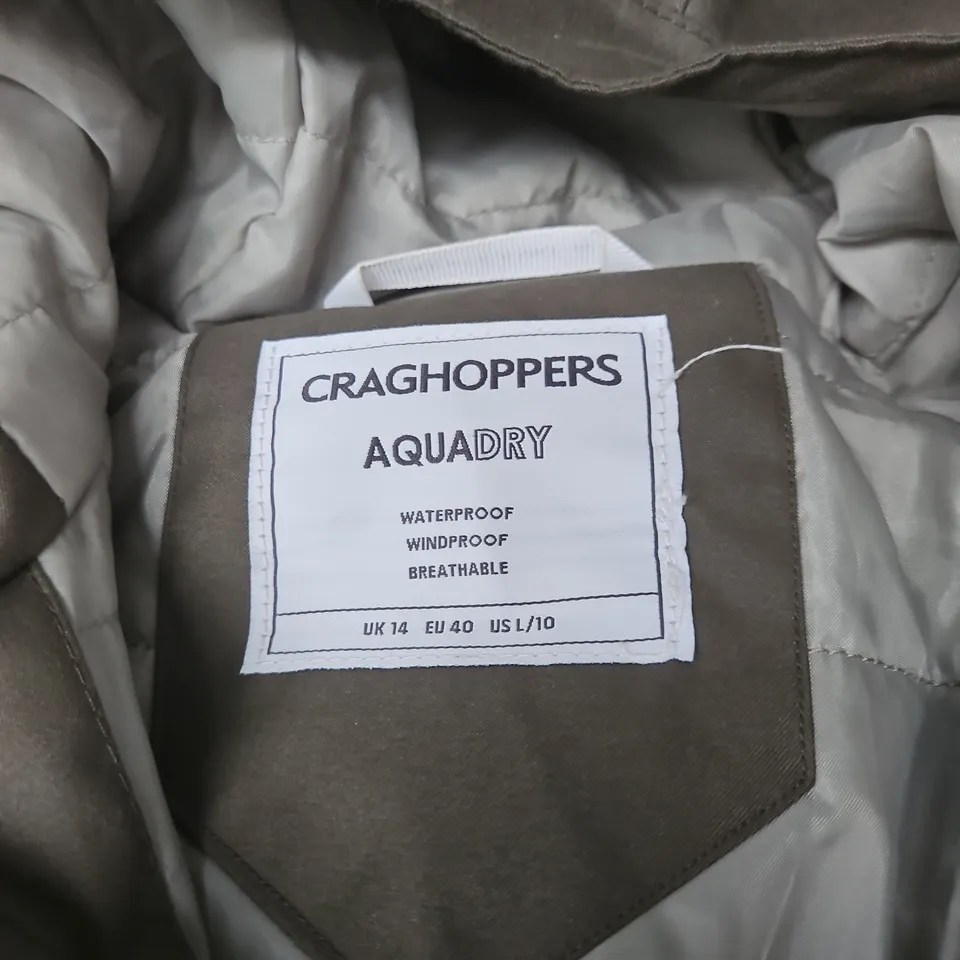 CRAGHOPPERS
AQUADRY
WATERPROOF
WINDPROOF
BREATHABLE
UK 14 EU 40 US L/10